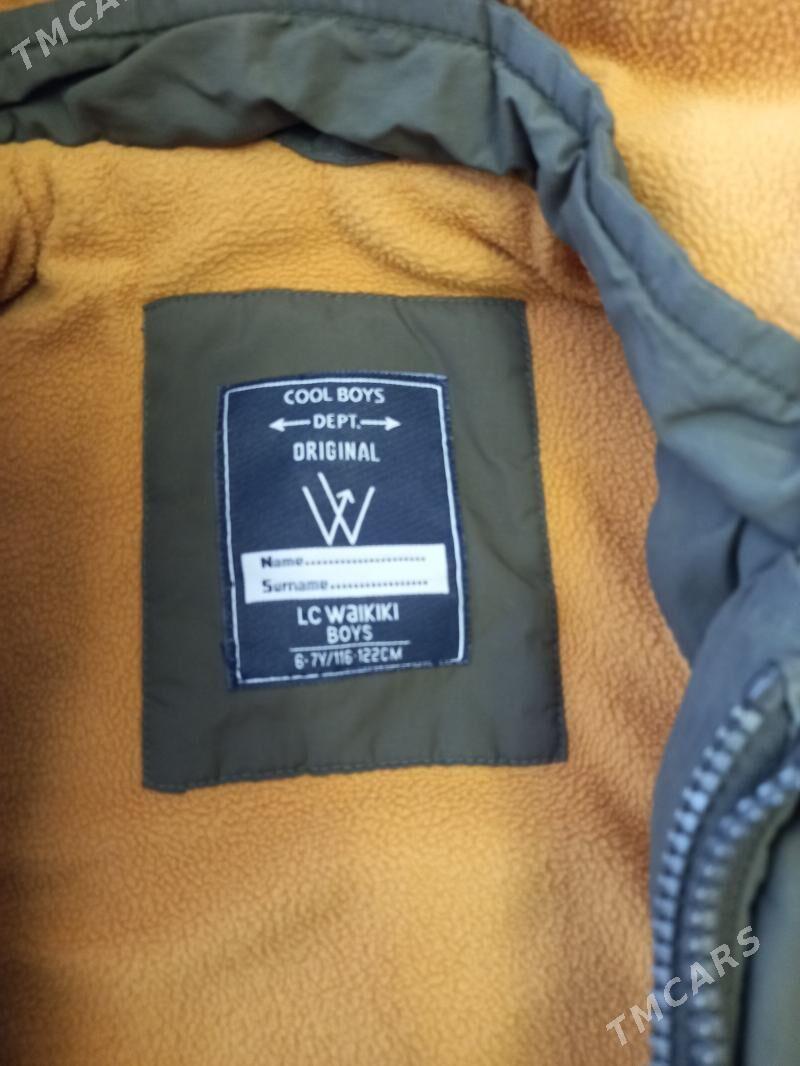 TMCARS
COOL BOYS
DEPT.
ORIGINAL
Name.....................
Surname.................
LC WaIKIKI
BOYS
6-7Y/116-122CM
TMCARS